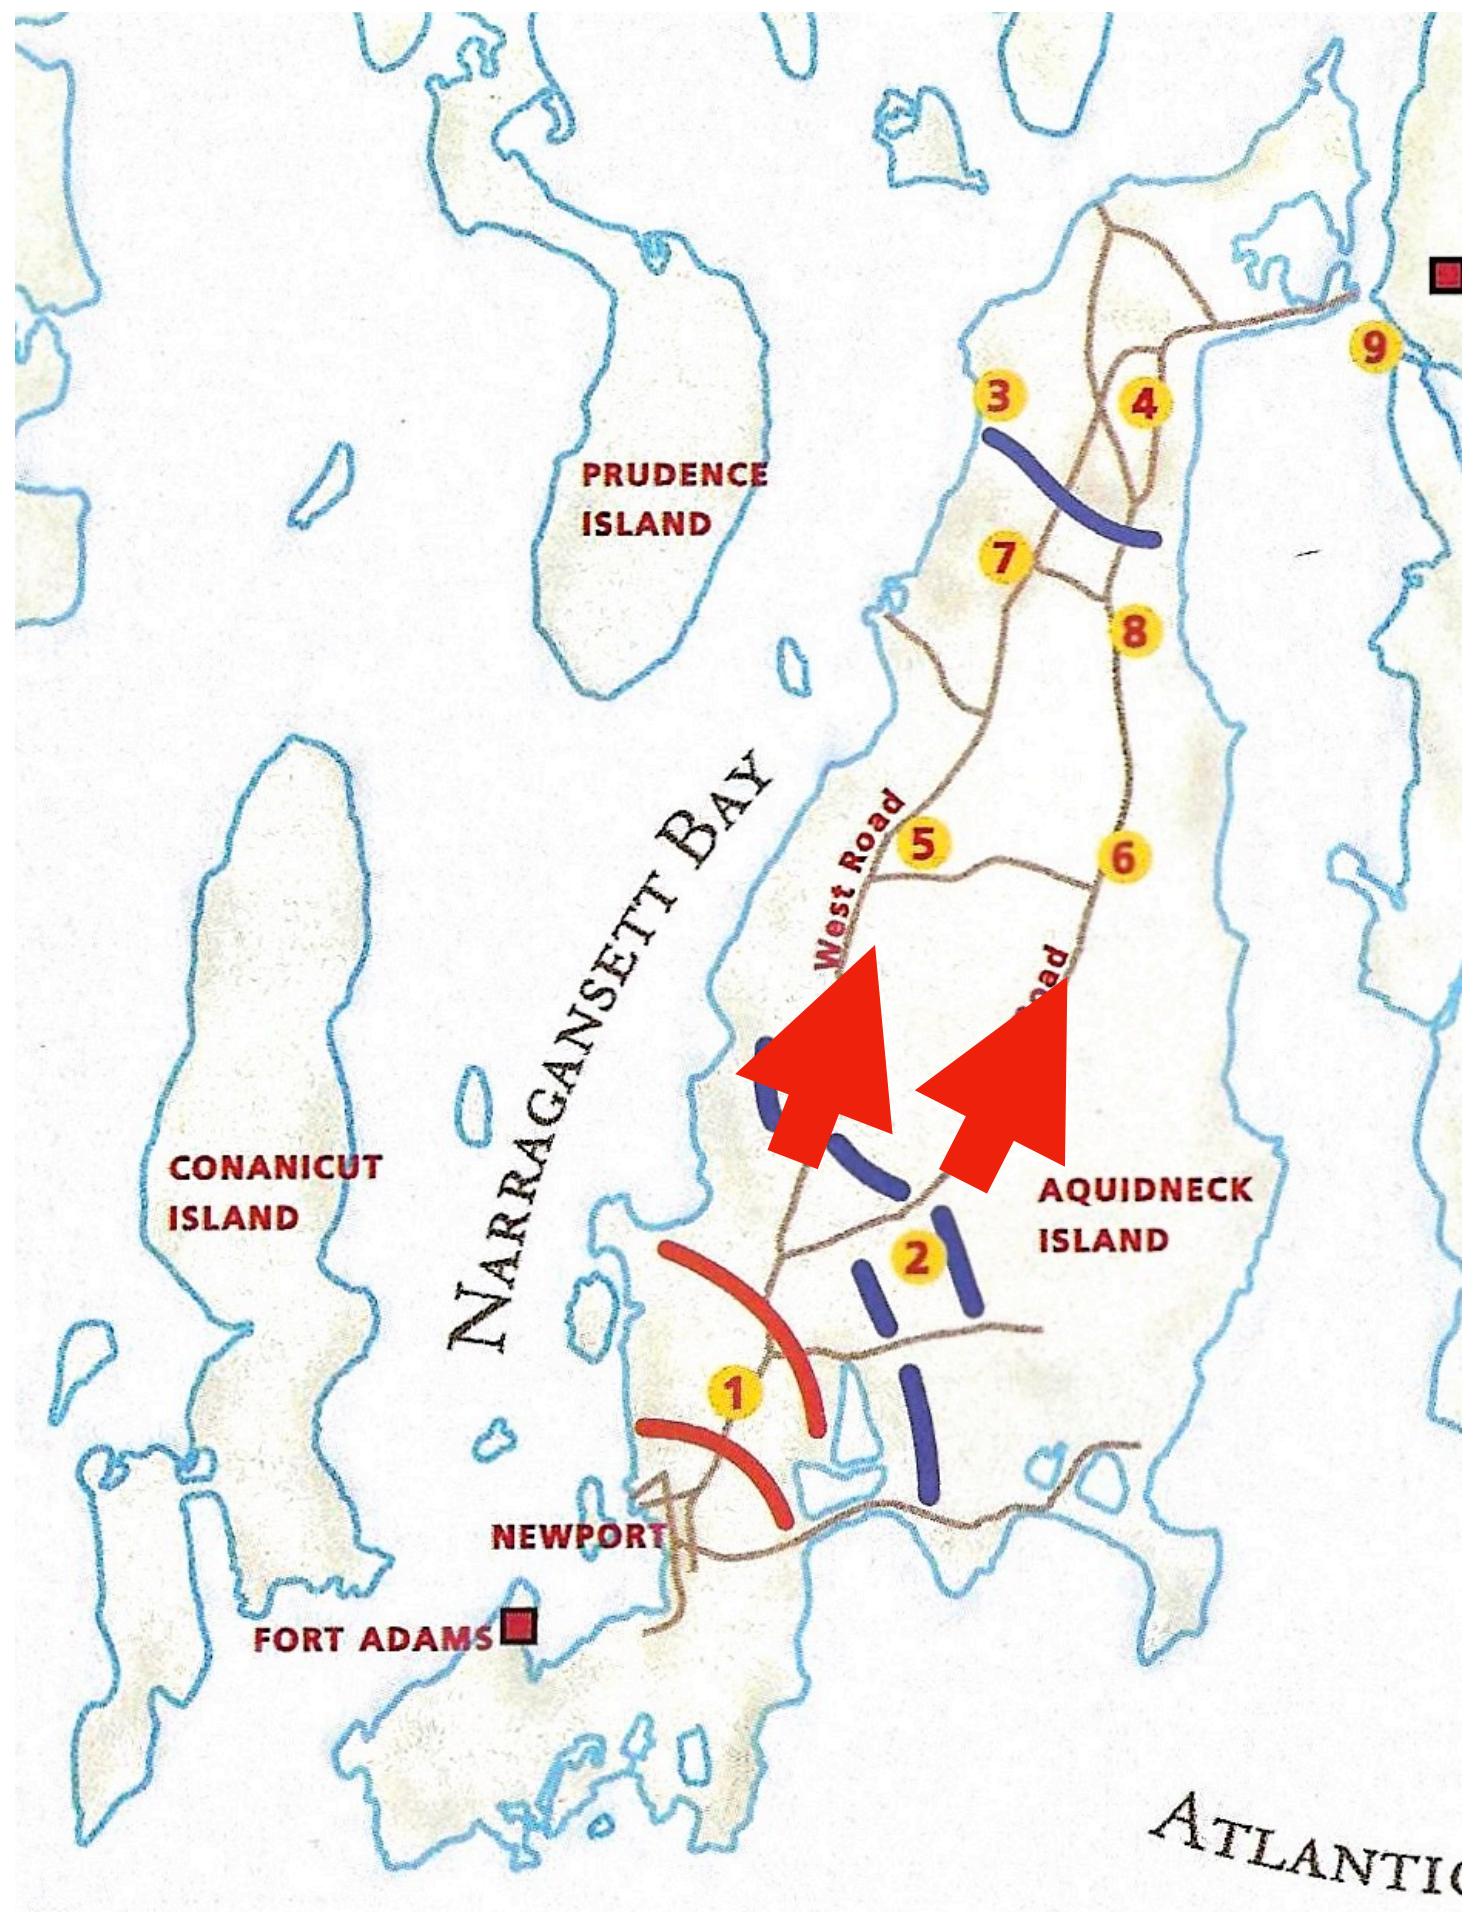 3
4
9
PRUDENCE
ISLAND
7
8
NARRAGANSETT BAY
West Road
5
6
CONANICUT
ISLAND
AQUIDNECK
ISLAND
2
1
NEWPORT
FORT ADAMS
ATLANTIC